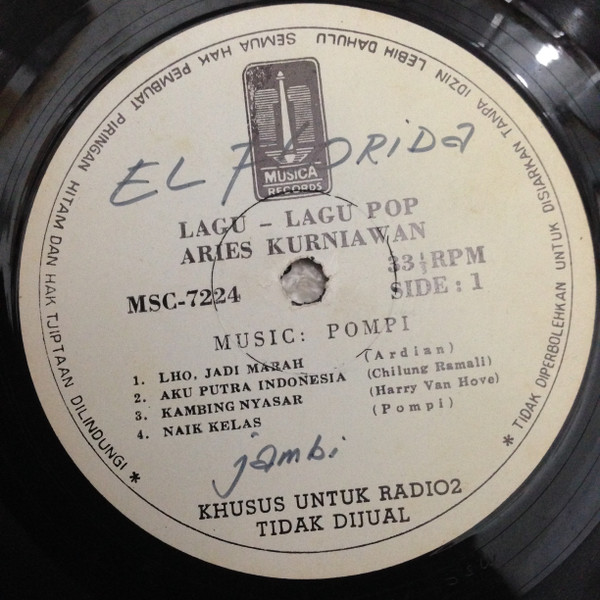 SEMUA HAK PEMBUAT PIRINGAN HITAM DAN HAK TJIPTAAN DILINDUNGI *
* TIDAK DIPERBOLEHKAN UNTUK DISIARKAN TANPA IDZIN LEBIH DAHULU
MUSICA
RECORDS
EL FLORIDA
LAGU - LAGU POP
ARIES KURNIAWAN
33⅓ RPM
MSC-7224
SIDE : 1
MUSIC: POMPI
1. LHO, JADI MARAH (Ardian)
2. AKU PUTRA INDONESIA (Chilung Ramali)
3. KAMBING NYASAR (Harry Van Hove)
4. NAIK KELAS (Pompi)
jambi
KHUSUS UNTUK RADIO2
TIDAK DIJUAL